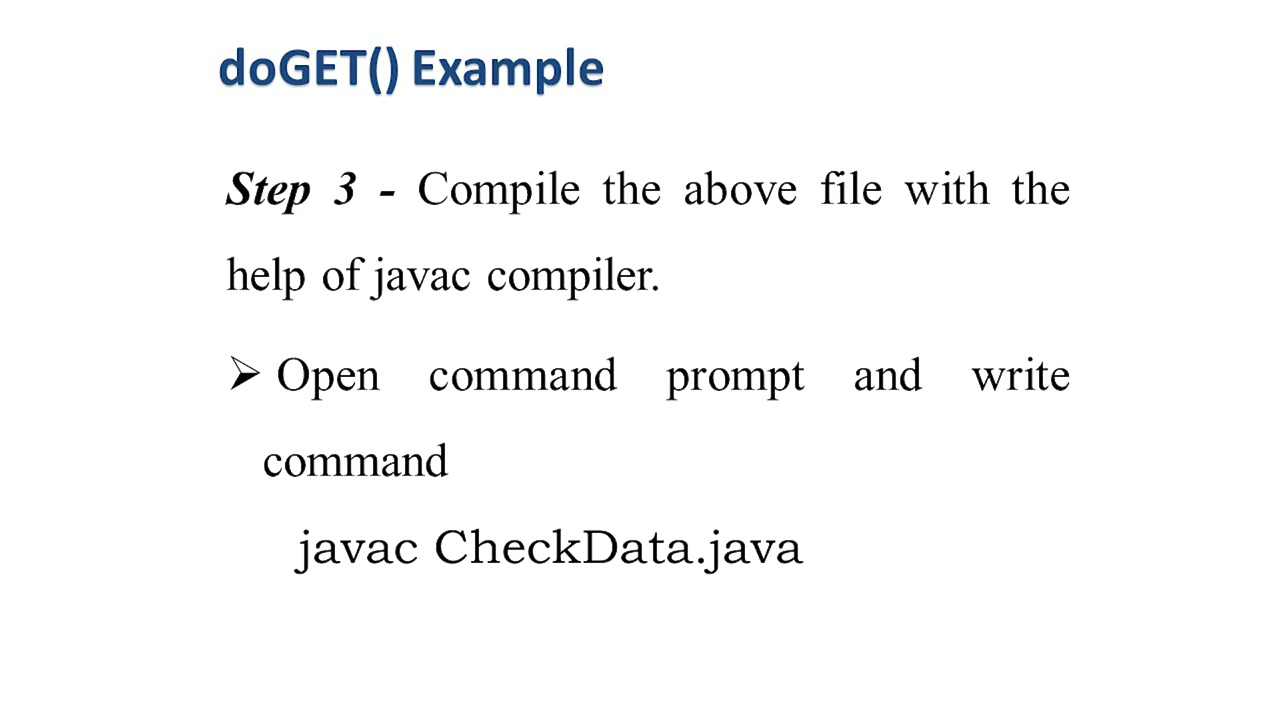 doGET() Example
Step 3 - Compile the above file with the
help of javac compiler.
➢ Open command prompt and write
command
javac CheckData.java